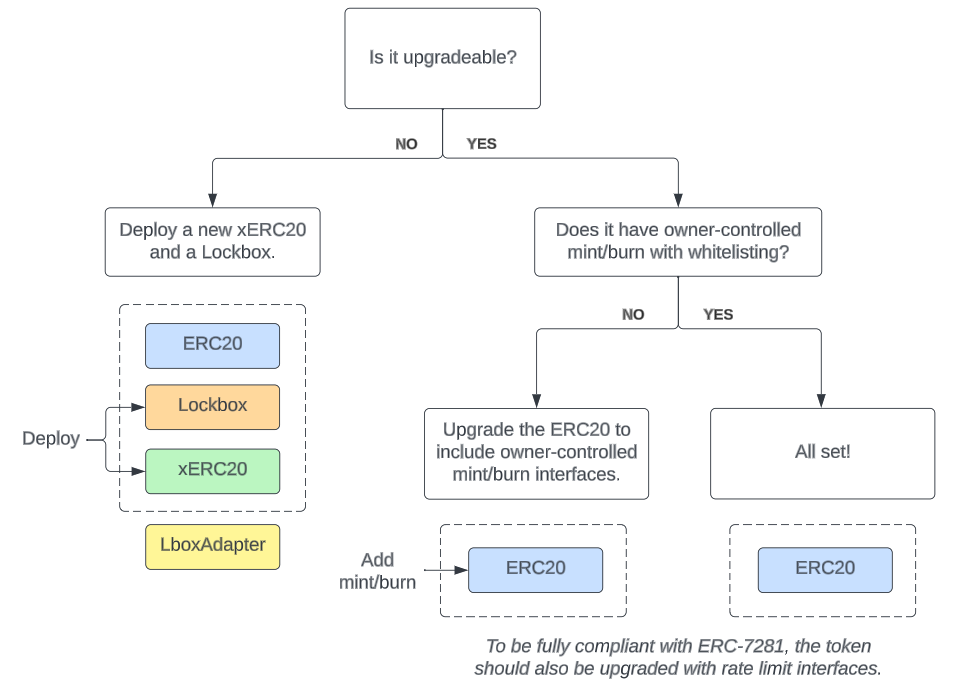 Is it upgradeable?
NO
YES
Deploy a new xERC20
and a Lockbox.
Does it have owner-controlled
mint/burn with whitelisting?
NO
YES
ERC20
Lockbox
Deploy
xERC20
LboxAdapter
Upgrade the ERC20 to
include owner-controlled
mint/burn interfaces.
All set!
Add
mint/burn
ERC20
ERC20
To be fully compliant with ERC-7281, the token
should also be upgraded with rate limit interfaces.